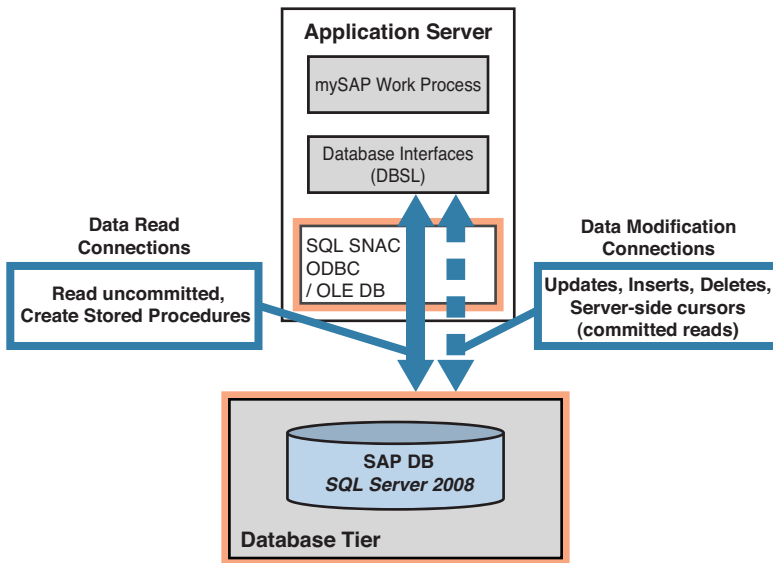 Application Server
mySAP Work Process
Database Interfaces
(DBSL)
Data Read
Connections
Read uncommitted,
Create Stored Procedures
SQL SNAC
ODBC
/ OLE DB
Data Modification
Connections
Updates, Inserts, Deletes,
Server-side cursors
(committed reads)
SAP DB
SQL Server 2008
Database Tier